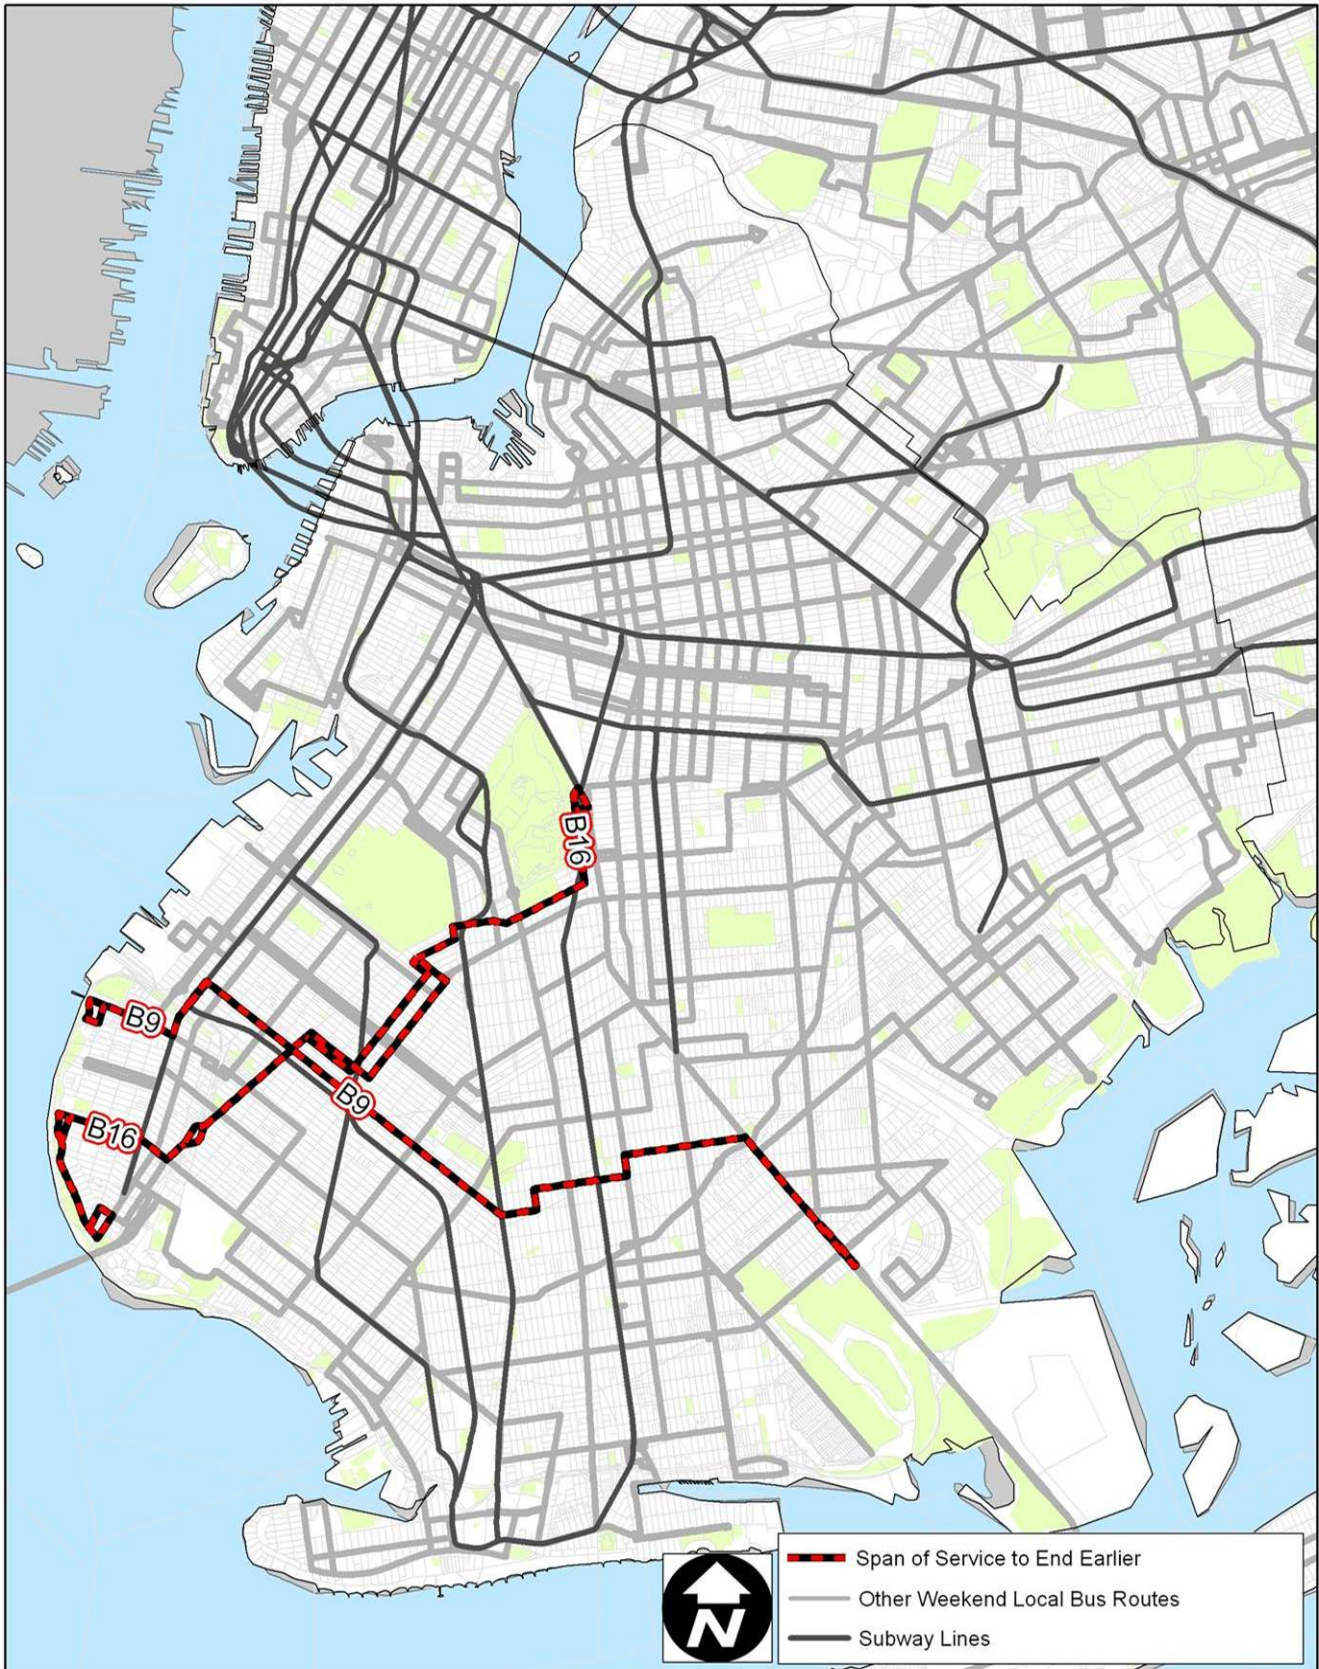 B16
B9
B9
B16
Span of Service to End Earlier
Other Weekend Local Bus Routes
Subway Lines
N